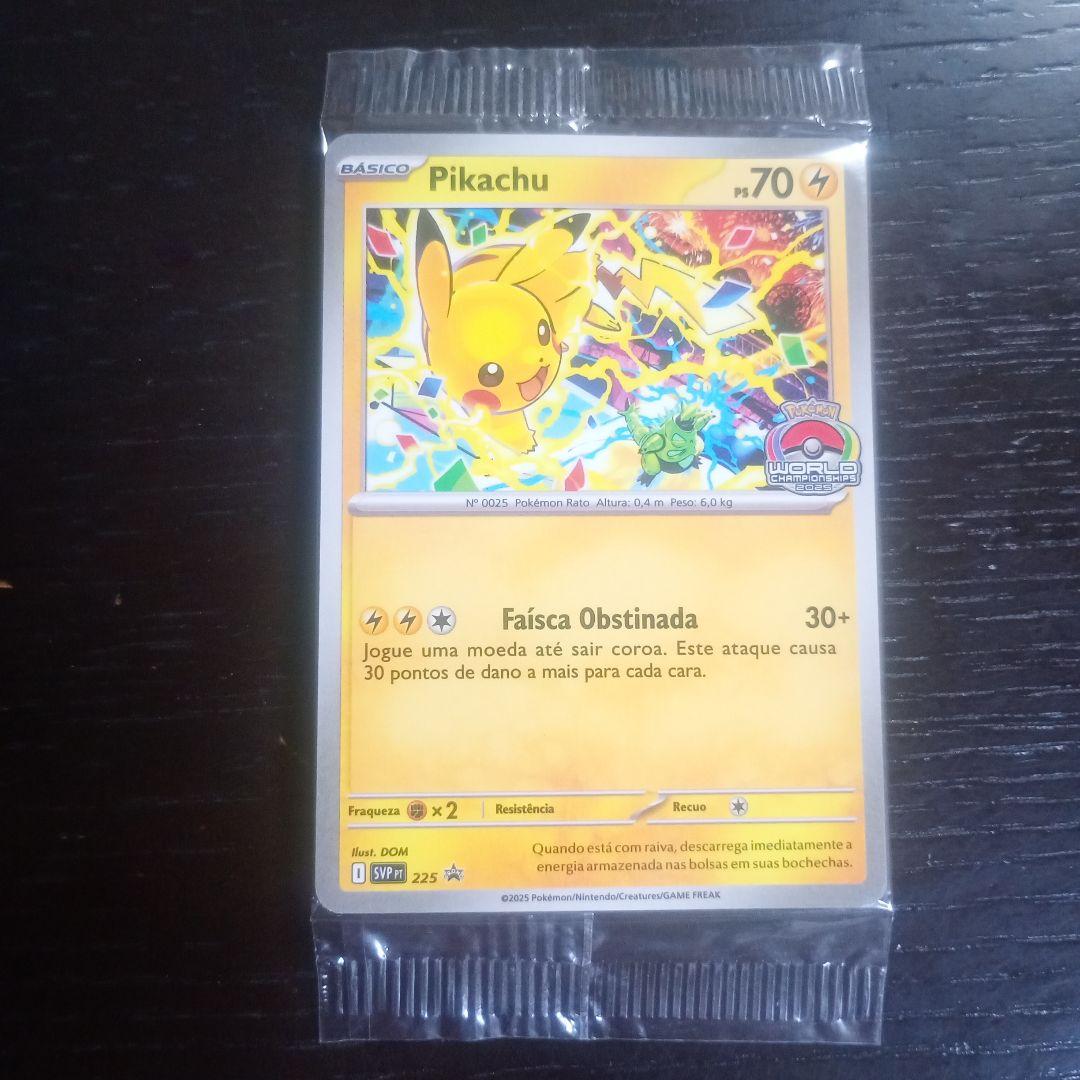 BÁSICO
Pikachu
PS 70
POKÉMON
WORLD
CHAMPIONSHIPS
2025
Nº 0025 Pokémon Rato Altura: 0,4 m Peso: 6,0 kg
Faísca Obstinada 30+
Jogue uma moeda até sair coroa. Este ataque causa
30 pontos de dano a mais para cada cara.
Fraqueza ×2 Resistência Recuo
Ilust. DOM
Quando está com raiva, descarrega imediatamente a
energia armazenada nas bolsas em suas bochechas.
I SVP PT 225
©2025 Pokémon/Nintendo/Creatures/GAME FREAK